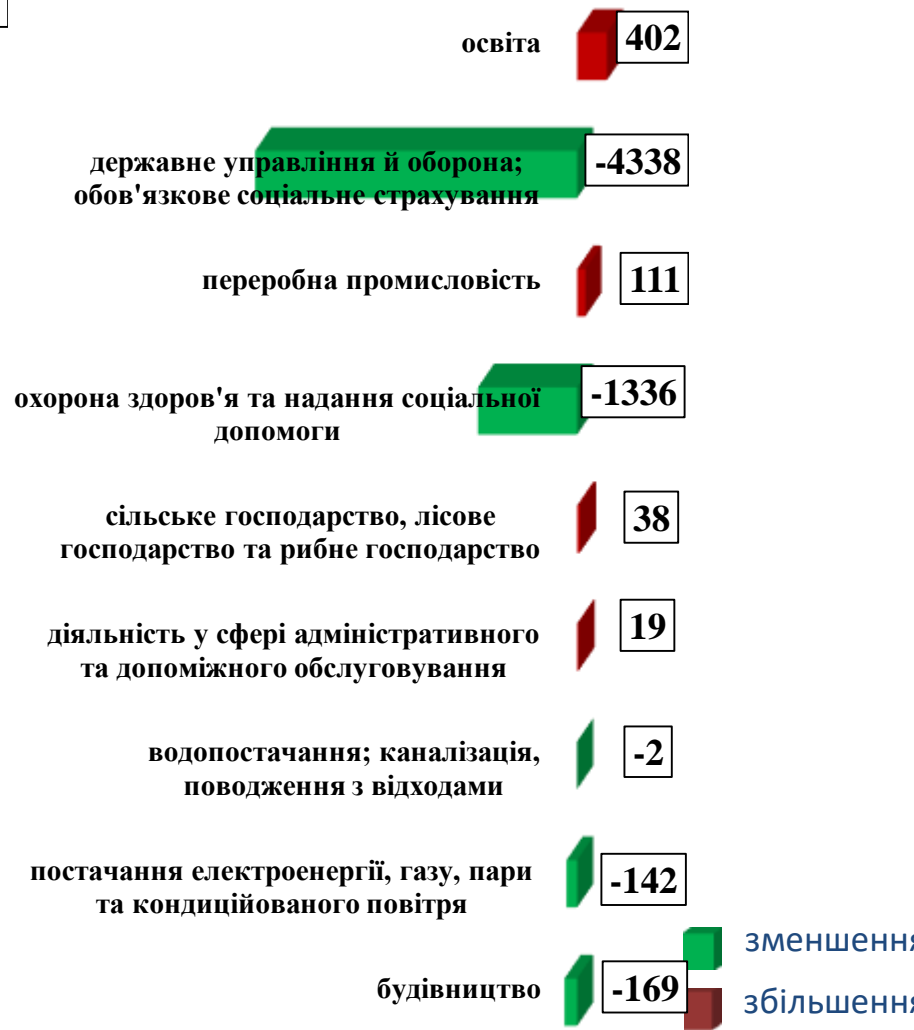 освіта
402
державне управління й оборона;
обов'язкове соціальне страхування
-4338
переробна промисловість
111
охорона здоров'я та надання соціальної
допомоги
-1336
сільське господарство, лісове
господарство та рибне господарство
38
діяльність у сфері адміністративного
та допоміжного обслуговування
19
водопостачання; каналізація,
поводження з відходами
-2
постачання електроенергії, газу, пари
та кондиційованого повітря
-142
будівництво
-169
зменшення
збільшення